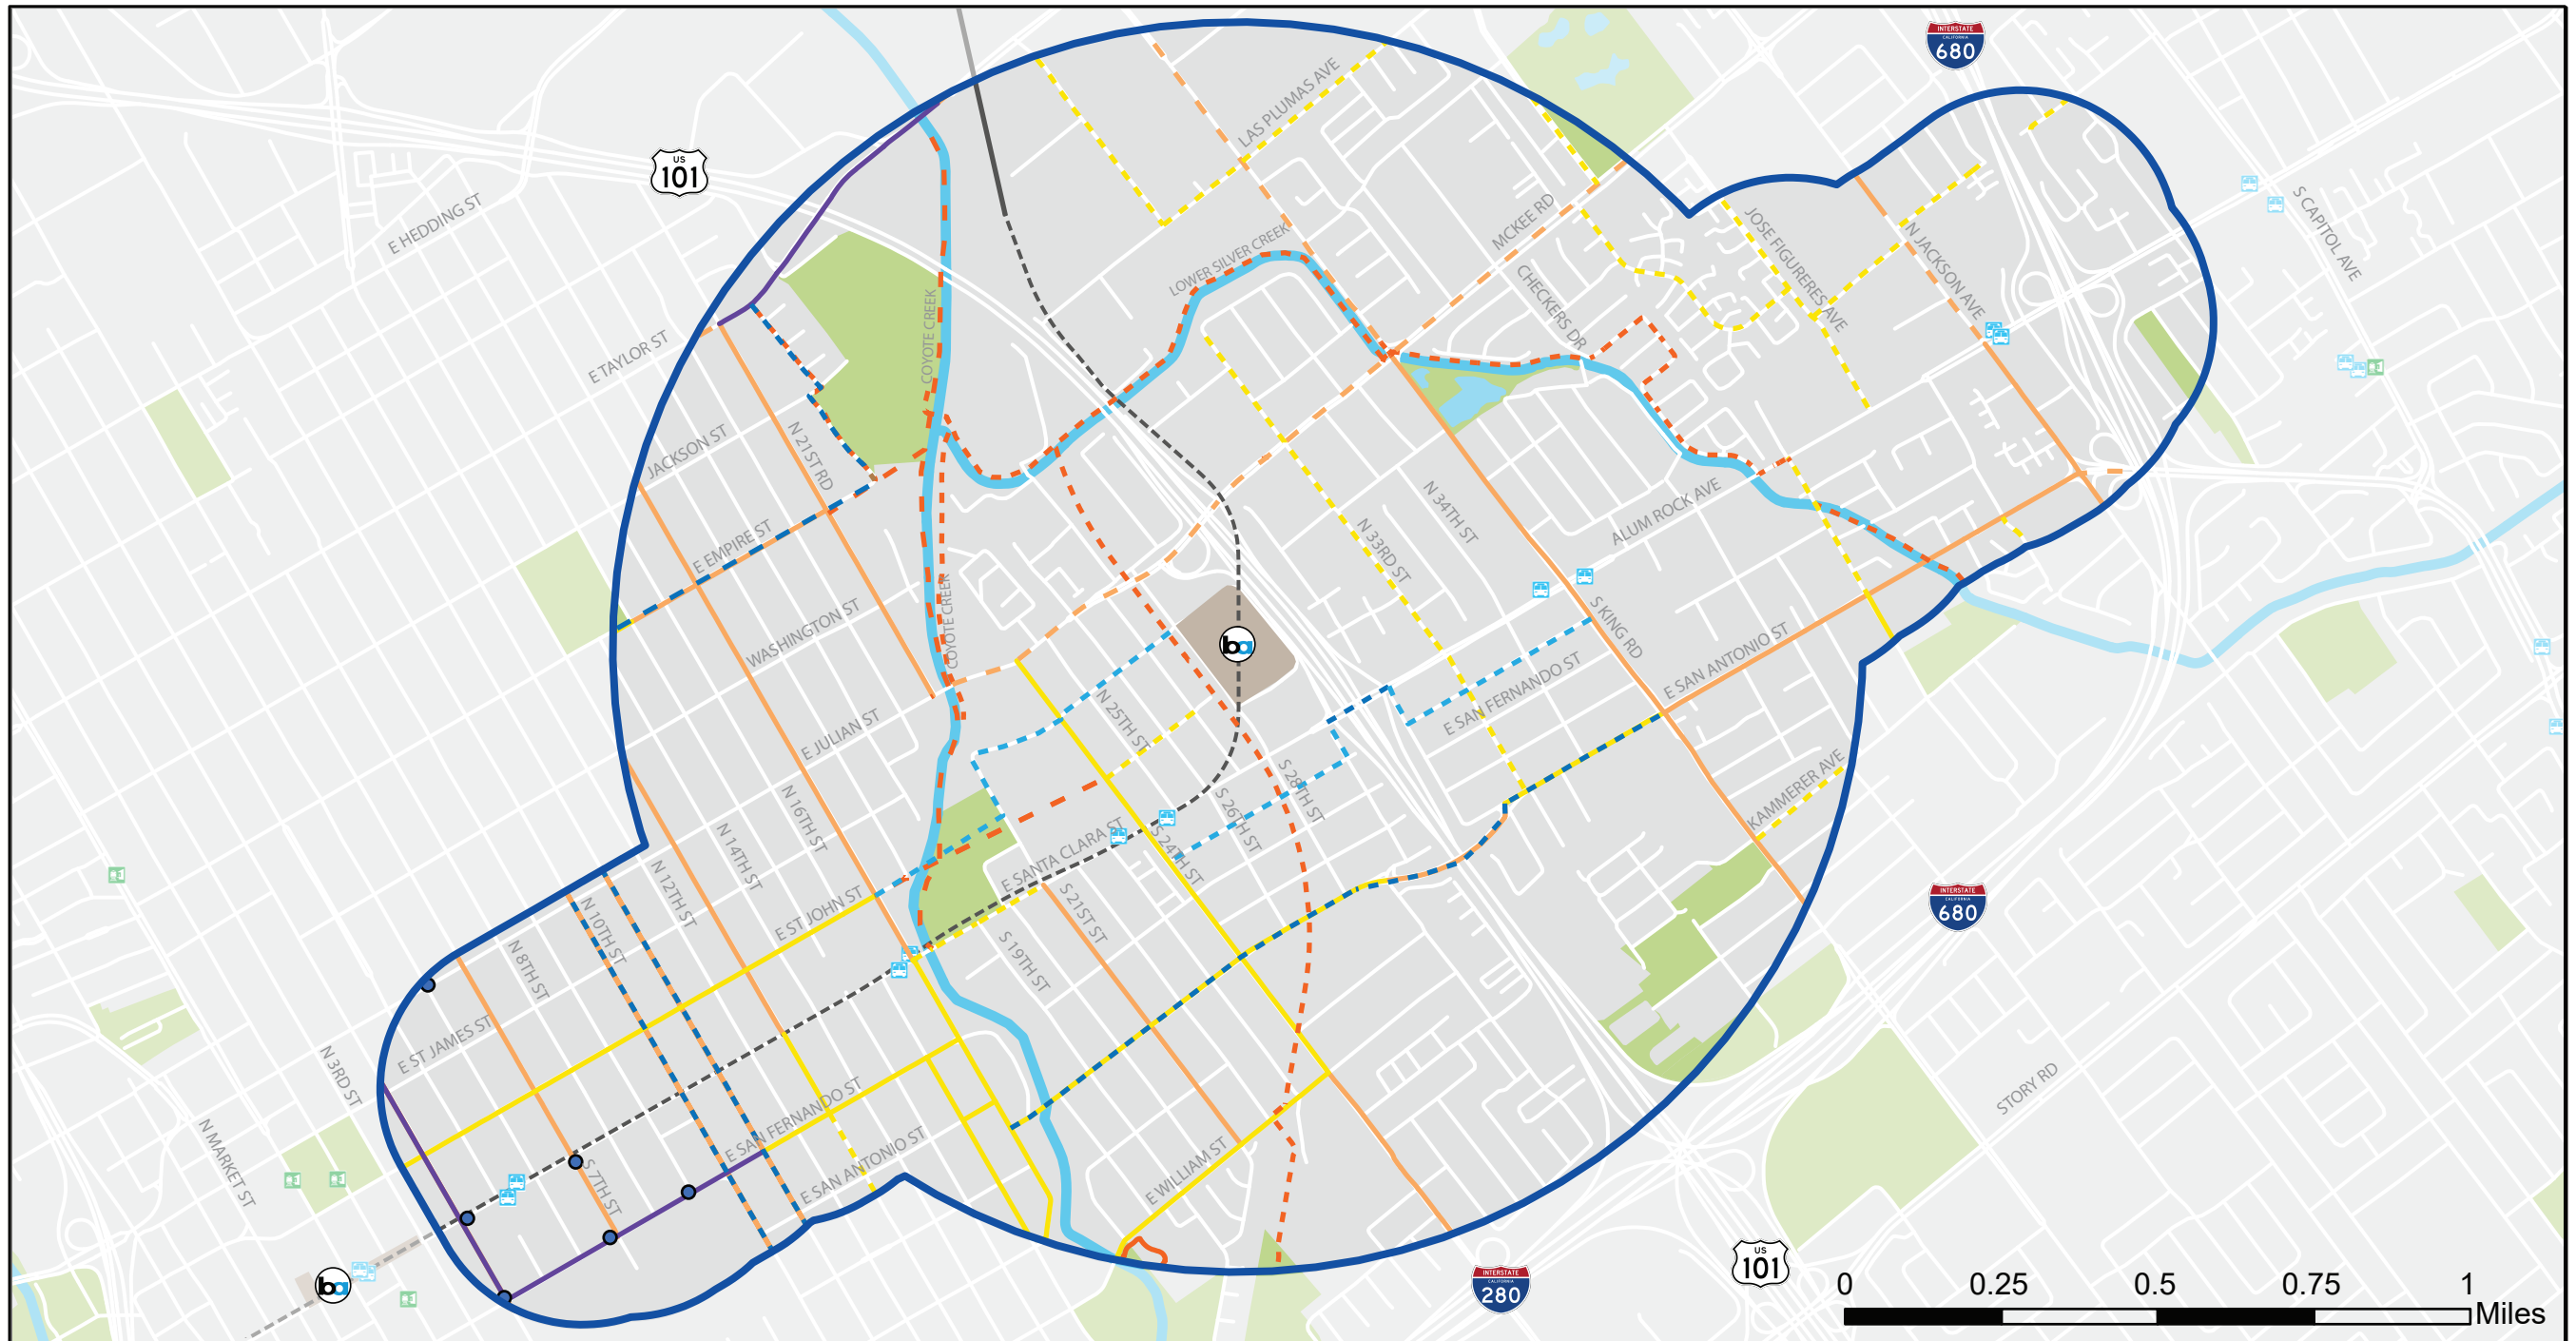 INTERSTATE
CALIFORNIA
680
LAS PLUMAS AVE
US
101
E HEDDING ST
S CAPITOL AVE
MCKEE RD
JOSE FIGUERES AVE
N JACKSON AVE
LOWER SILVER CREEK
CHECKERS DR
COYOTE CREEK
E TAYLOR ST
N 21ST RD
JACKSON ST
N 34TH ST
ALUM ROCK AVE
E EMPIRE ST
N 33RD ST
WASHINGTON ST
COYOTE CREEK
S KING RD
E SAN ANTONIO ST
E SAN FERNANDO ST
N 25TH ST
E JULIAN ST
S 28TH ST
KAMMERER AVE
N 16TH ST
S 26TH ST
N 14TH ST
S 24TH ST
E SANTA CLARA ST
N 12TH ST
S 21ST ST
E ST JOHN ST
N 10TH ST
INTERSTATE
CALIFORNIA
680
N 8TH ST
S 19TH ST
E ST JAMES ST
N 3RD ST
STORY RD
E SAN FERNANDO ST
N MARKET ST
E SAN ANTONIO ST
S 7TH ST
E WILLIAM ST
ba
ba
INTERSTATE
CALIFORNIA
280
US
101
0 0.25 0.5 0.75 1
Miles